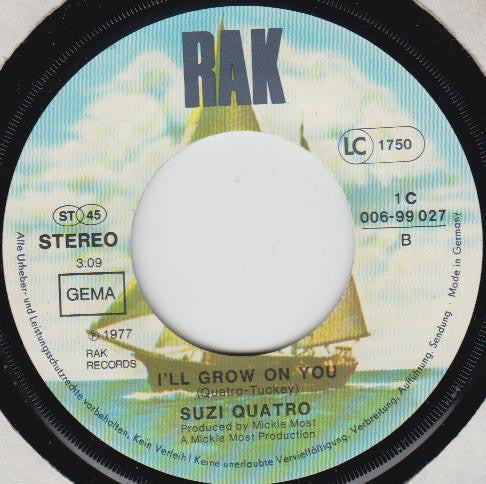 RAK
LC 1750
1 C
006-99 027
B
ST 45
STEREO
3:09
GEMA
℗ 1977
RAK
RECORDS
I'LL GROW ON YOU
(Quatro-Tuckey)
SUZI QUATRO
Produced by Mickie Most
A Mickie Most Production
Alle Urheber- und Leistungsschutzrechte vorbehalten. Kein Verleih! Keine unerlaubte Vervielfältigung, Verbreitung, Aufführung, Sendung · Made in Germany